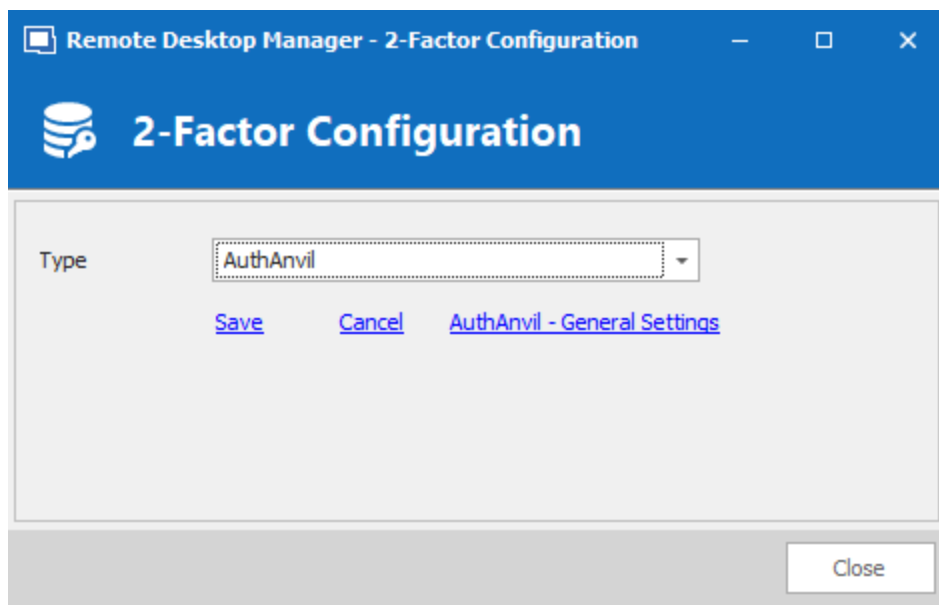 Remote Desktop Manager - 2-Factor Configuration
2-Factor Configuration
Type AuthAnvil
Save Cancel AuthAnvil - General Settings
Close